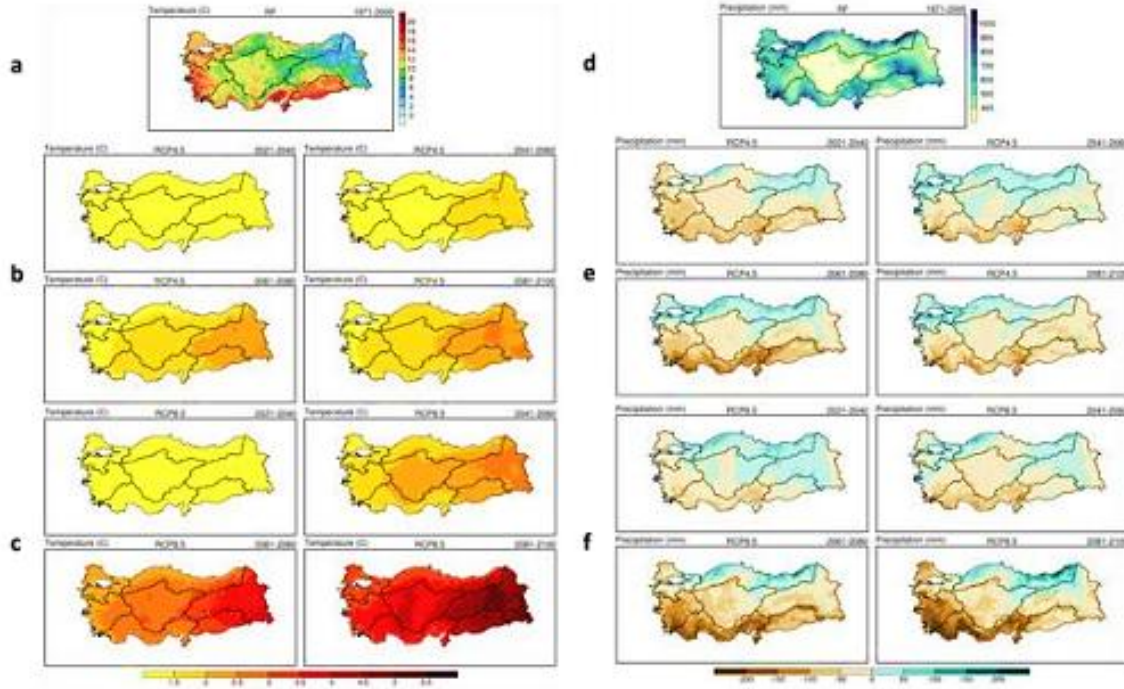 Temperature (C) RF 1971-2000
a
Temperature (C) RCP4.5 2021-2040
Temperature (C) RCP4.5 2041-2060
b
Temperature (C) RCP4.5 2061-2080
Temperature (C) RCP4.5 2081-2100
Temperature (C) RCP8.5 2021-2040
Temperature (C) RCP8.5 2041-2060
c
Temperature (C) RCP8.5 2061-2080
Temperature (C) RCP8.5 2081-2100
Precipitation (mm) RF 1971-2000
d
Precipitation (mm) RCP4.5 2021-2040
Precipitation (mm) RCP4.5 2041-2060
e
Precipitation (mm) RCP4.5 2061-2080
Precipitation (mm) RCP4.5 2081-2100
Precipitation (mm) RCP8.5 2021-2040
Precipitation (mm) RCP8.5 2041-2060
f
Precipitation (mm) RCP8.5 2061-2080
Precipitation (mm) RCP8.5 2081-2100